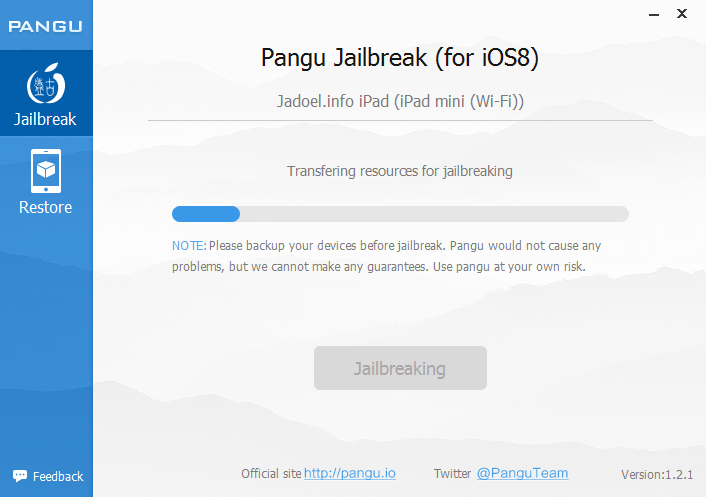 PANGU
Pangu Jailbreak (for iOS8)
Jadoel.info iPad (iPad mini (Wi-Fi))
Jailbreak
Transfering resources for jailbreaking
Restore
NOTE: Please backup your devices before jailbreak. Pangu would not cause any
problems, but we cannot make any guarantees. Use pangu at your own risk.
Jailbreaking
Feedback
Official site http://pangu.io
Twitter @PanguTeam
Version:1.2.1